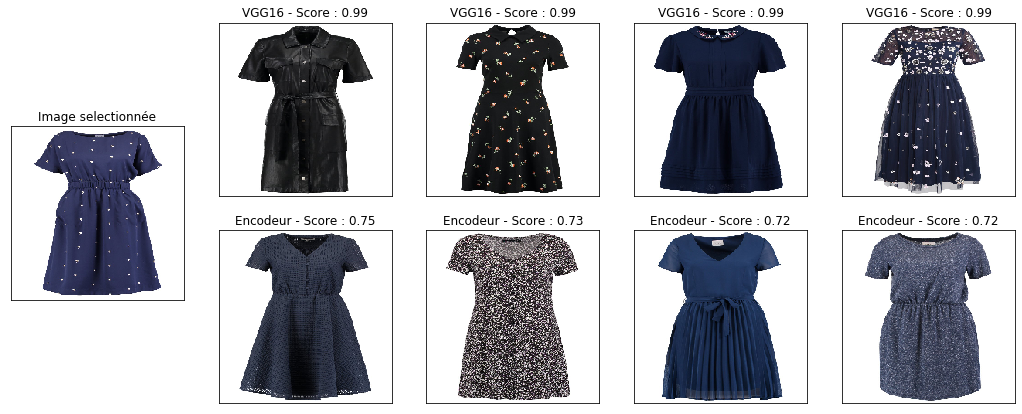 VGG16 - Score : 0.99
VGG16 - Score : 0.99
VGG16 - Score : 0.99
VGG16 - Score : 0.99
Image selectionnée
Encodeur - Score : 0.75
Encodeur - Score : 0.73
Encodeur - Score : 0.72
Encodeur - Score : 0.72